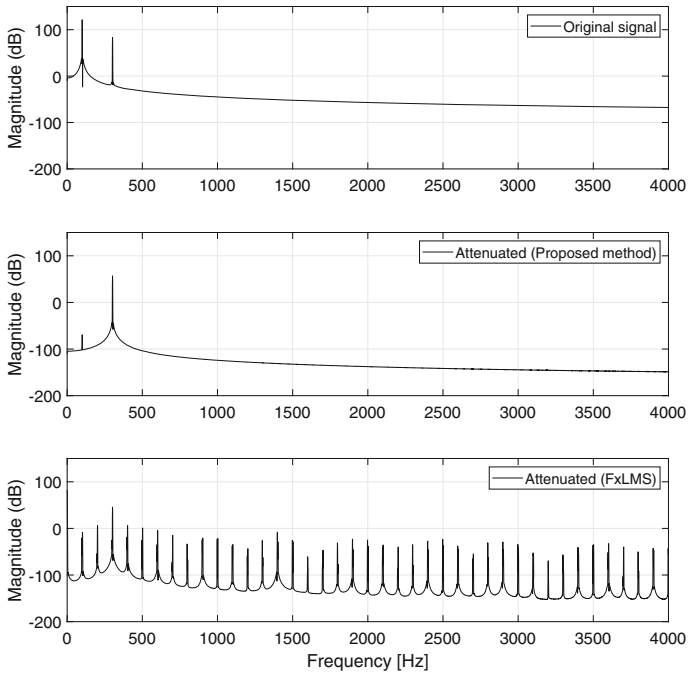 Magnitude (dB)
100
0
-100
-200
Original signal
0 500 1000 1500 2000 2500 3000 3500 4000
Magnitude (dB)
100
0
-100
-200
Attenuated (Proposed method)
0 500 1000 1500 2000 2500 3000 3500 4000
Magnitude (dB)
100
0
-100
-200
Attenuated (FxLMS)
0 500 1000 1500 2000 2500 3000 3500 4000
Frequency [Hz]